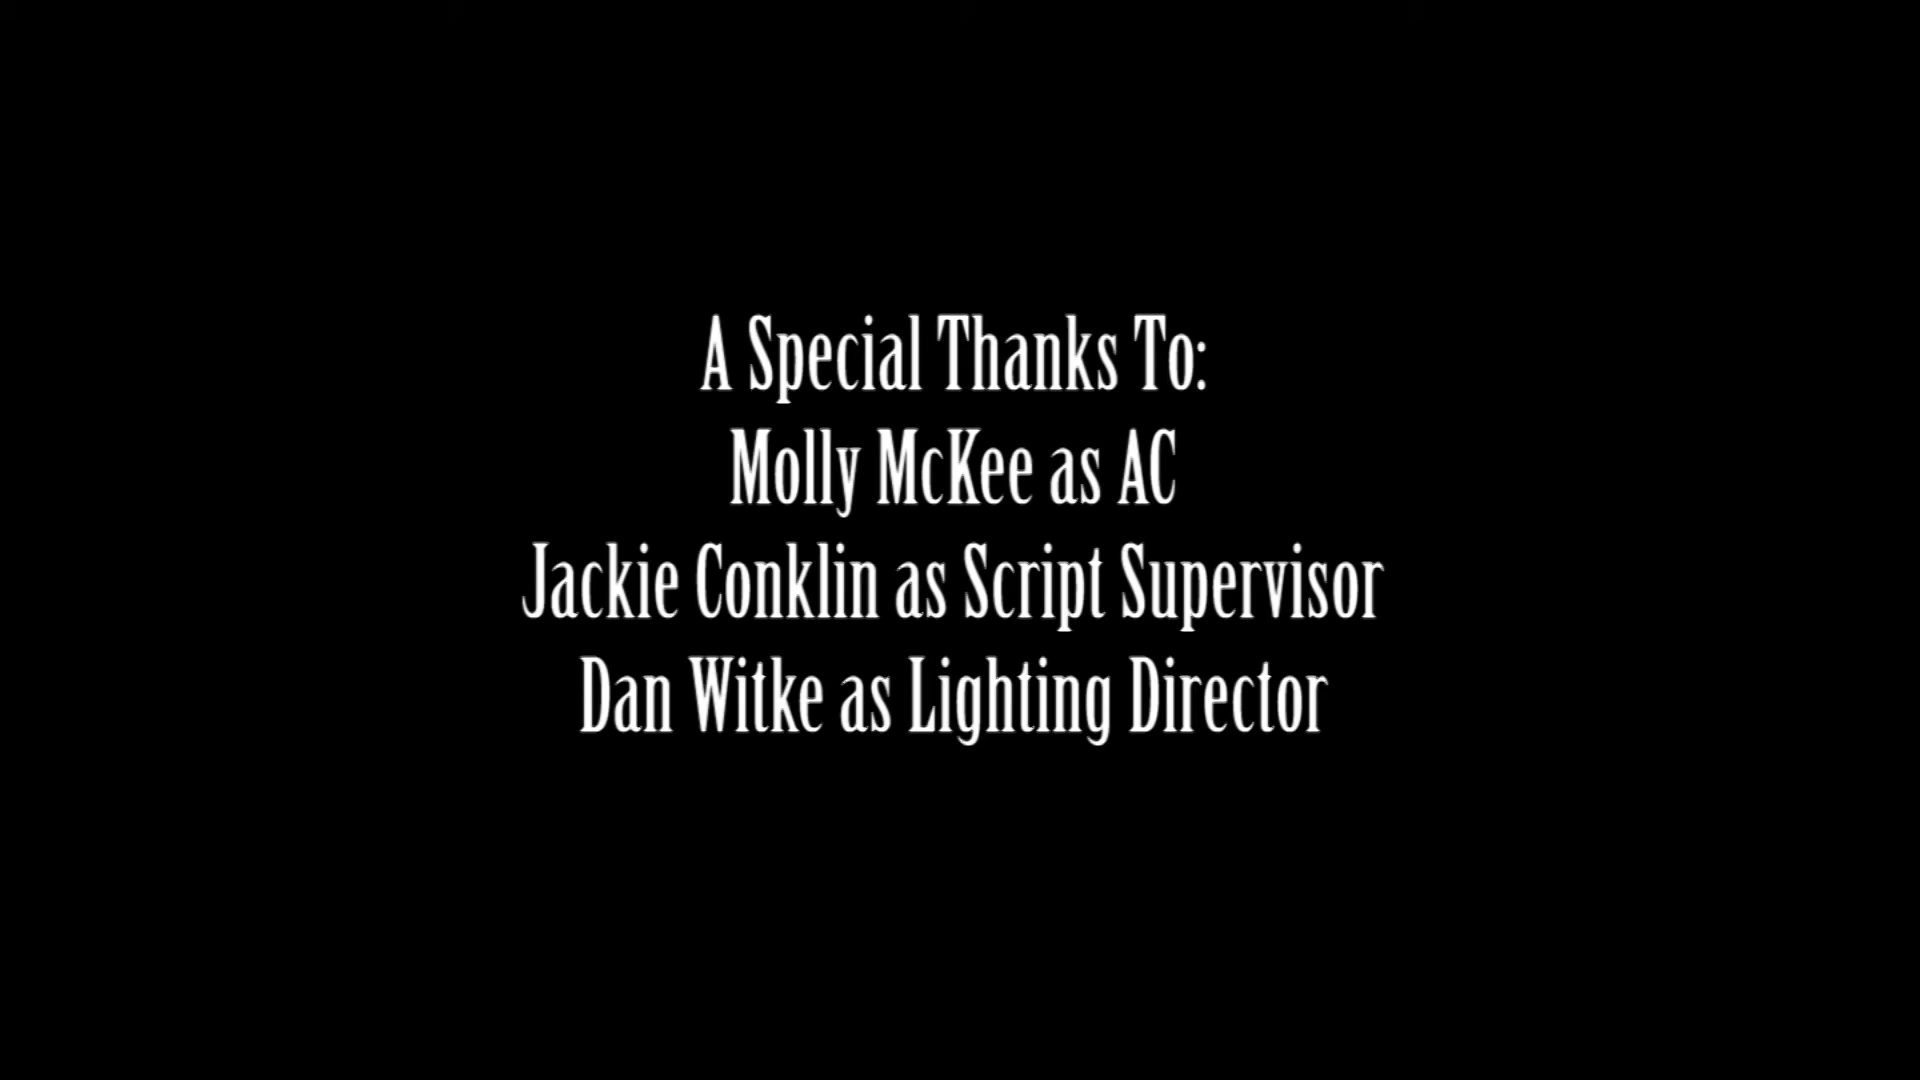 A Special Thanks To:
Molly McKee as AC
Jackie Conklin as Script Supervisor
Dan Witke as Lighting Director